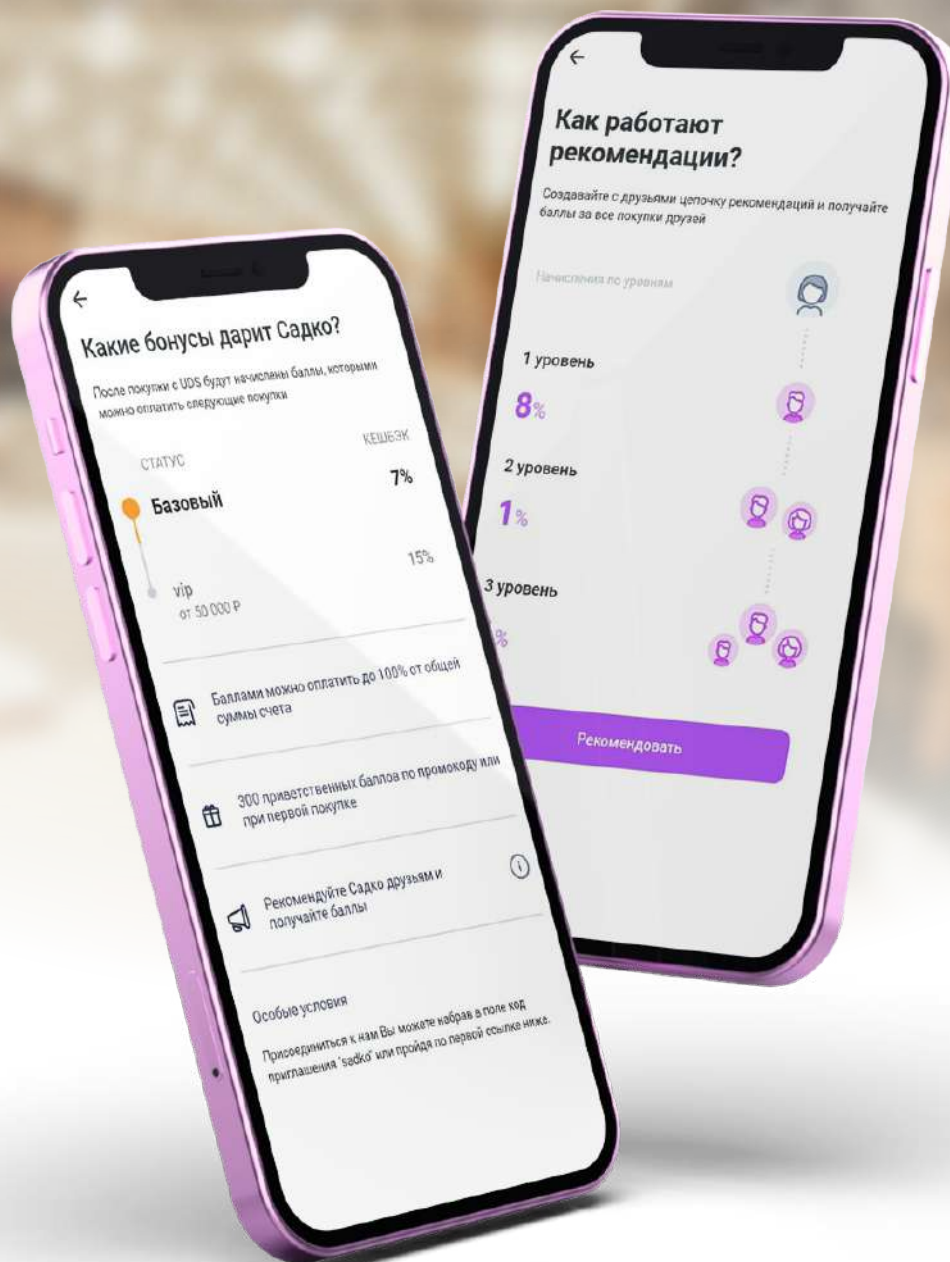 Какие бонусы дарит Садко?
После покупки с UDS будут начислены баллы, которыми
можно оплатить следующие покупки
СТАТУС
КЕШБЭК
Базовый
7%
vip
15%
от 50 000 ₽
Баллами можно оплатить до 100% от общей
суммы счета
300 приветственных баллов по промокоду или
при первой покупке
Рекомендуйте Садко друзьям и
получайте баллы
Особые условия
Присоединиться к нам Вы можете набрав в поле код
приглашения "sadko" или пройдя по первой ссылке ниже.
Как работают
рекомендации?
Создавайте с друзьями цепочку рекомендаций и получайте
баллы за все покупки друзей
Начисления по уровням
1 уровень
8%
2 уровень
1%
3 уровень
%
Рекомендовать